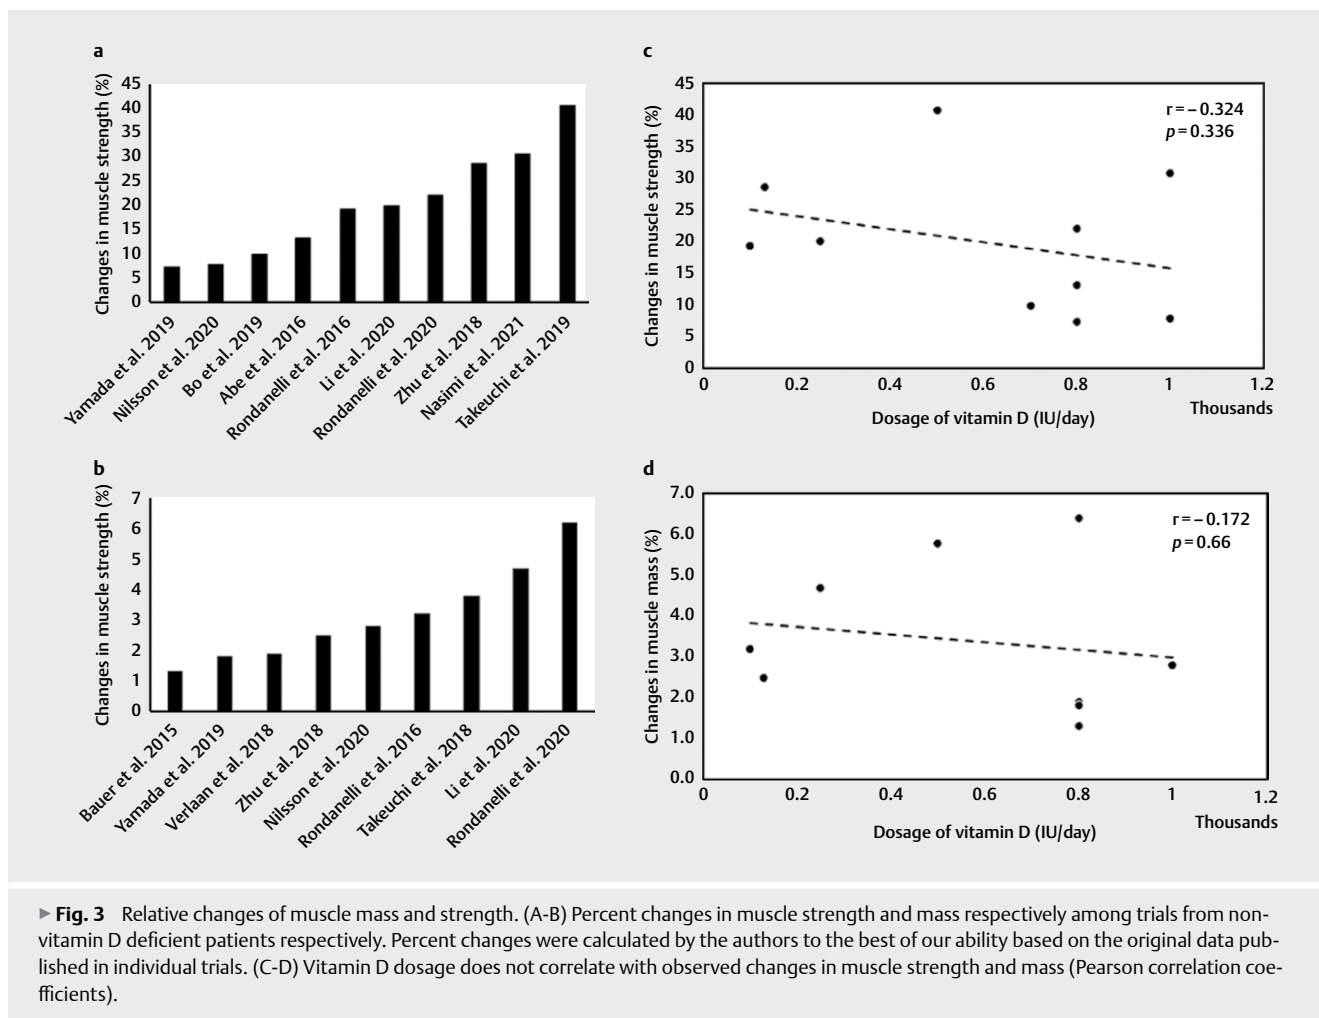 a
Changes in muscle strength (%)
45
40
35
30
25
20
15
10
5
0
Yamada et al. 2019
Nilsson et al. 2020
Bo et al. 2019
Abe et al. 2016
Rondanelli et al. 2016
Li et al. 2020
Rondanelli et al. 2020
Zhu et al. 2018
Nasimi et al. 2021
Takeuchi et al. 2019
c
Changes in muscle strength (%)
45
40
35
30
25
20
15
10
5
0
r = – 0.324
p = 0.336
0 0.2 0.4 0.6 0.8 1 1.2
Thousands
Dosage of vitamin D (IU/day)
b
Changes in muscle strength (%)
7
6
5
4
3
2
1
0
Bauer et al. 2015
Yamada et al. 2019
Verlaan et al. 2018
Zhu et al. 2018
Nilsson et al. 2020
Rondanelli et al. 2016
Takeuchi et al. 2018
Li et al. 2020
Rondanelli et al. 2020
d
Changes in muscle mass (%)
7.0
6.0
5.0
4.0
3.0
2.0
1.0
0.0
r = – 0.172
p = 0.66
0 0.2 0.4 0.6 0.8 1 1.2
Thousands
Dosage of vitamin D (IU/day)
▶ Fig. 3 Relative changes of muscle mass and strength. (A-B) Percent changes in muscle strength and mass respectively among trials from non-
vitamin D deficient patients respectively. Percent changes were calculated by the authors to the best of our ability based on the original data pub-
lished in individual trials. (C-D) Vitamin D dosage does not correlate with observed changes in muscle strength and mass (Pearson correlation coe-
fficients).